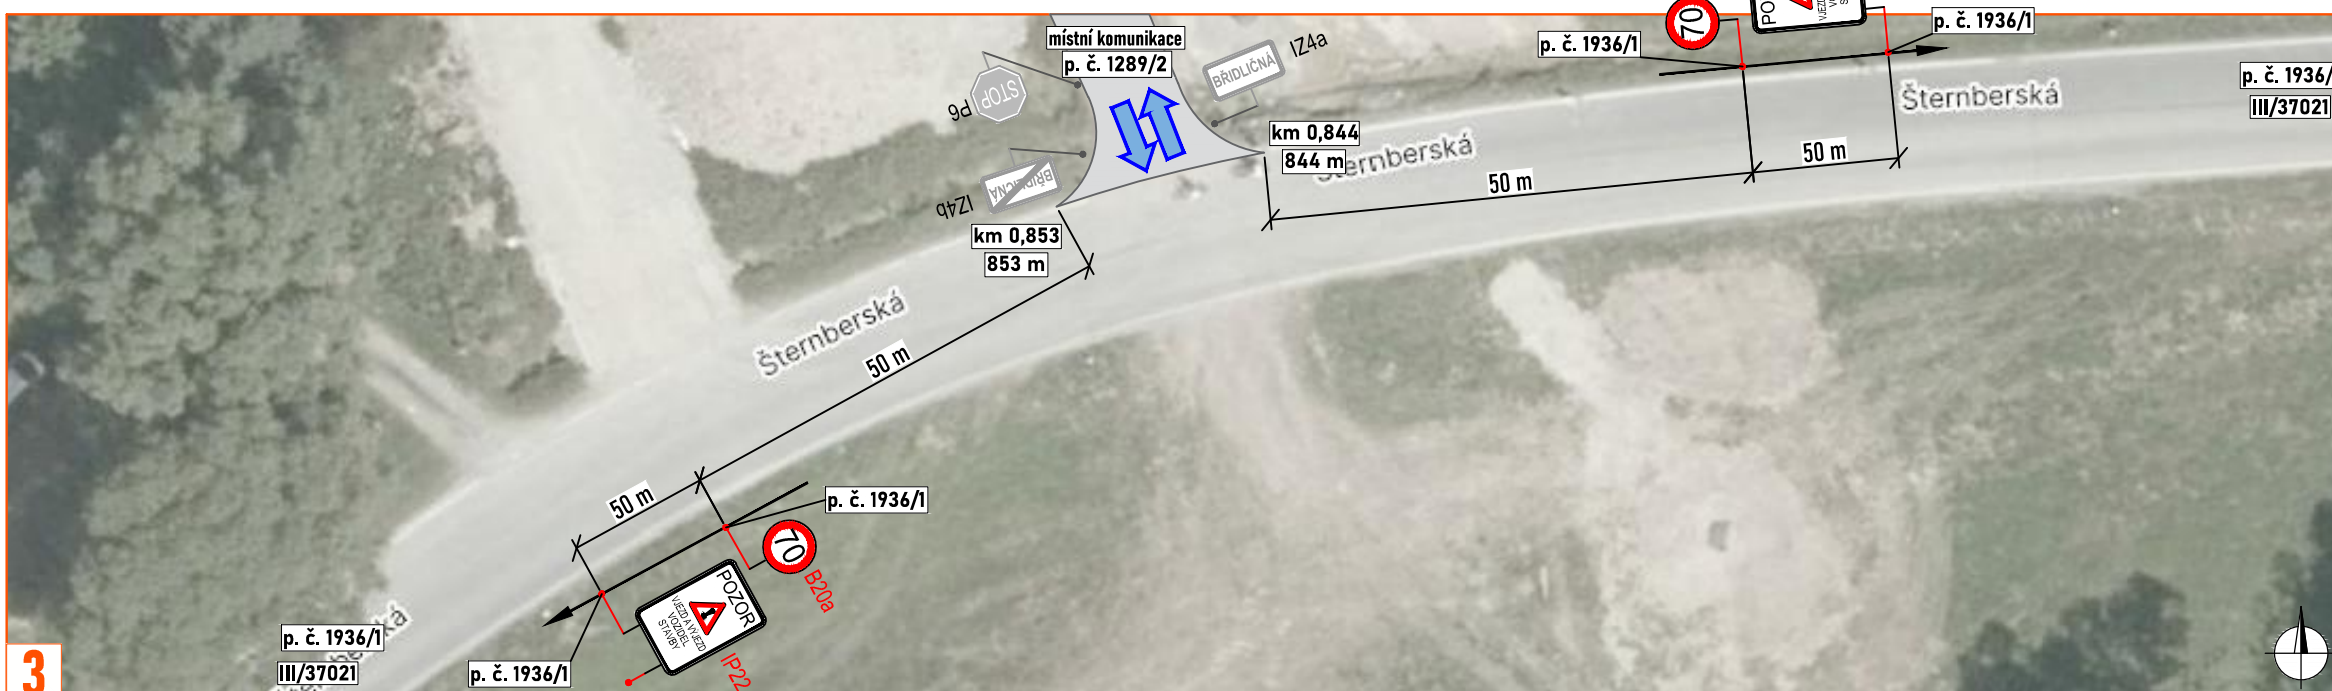 místní komunikace
p. č. 1289/2
STOP
P6
BŘIDLIČNÁ
IZ4a
BŘIDLIČNÁ
IZ4b
km 0,853
853 m
km 0,844
844 m
Šternberská
50 m
50 m
70
p. č. 1936/1
p. č. 1936/1
Šternberská
III/37021
Šternberská
50 m
50 m
p. č. 1936/1
70
B20a
POZOR
VJEZD A VÝJEZD
VOZIDEL
STAVBY
IP22
p. č. 1936/1
III/37021
p. č. 1936/1
3